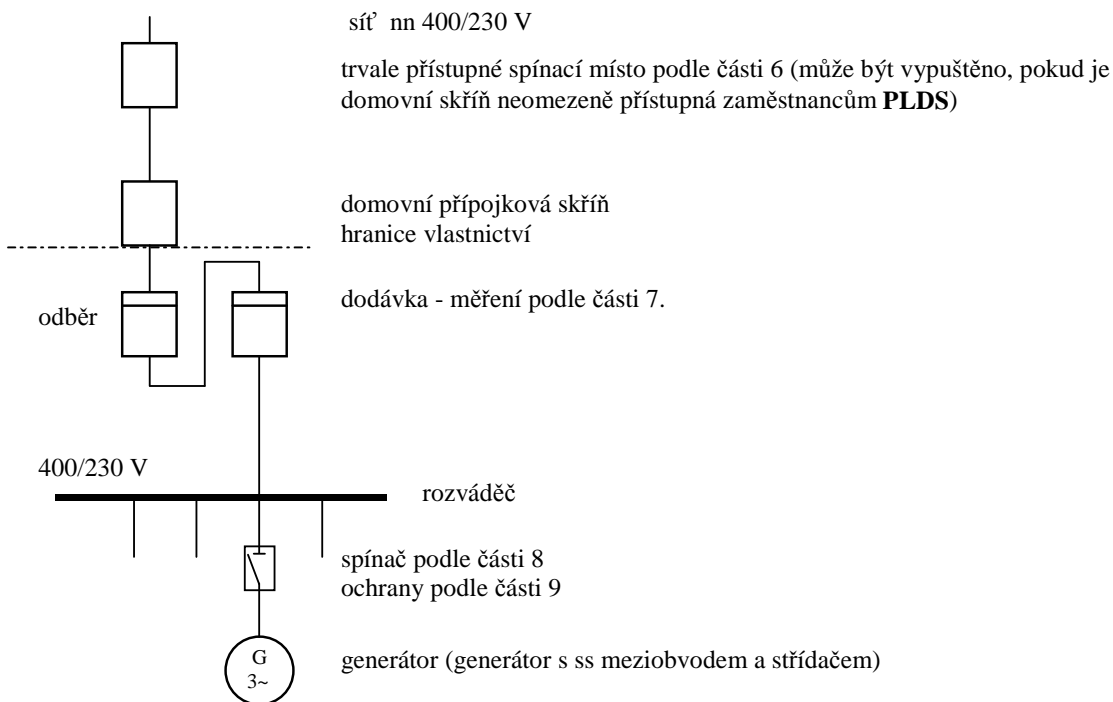 síť nn 400/230 V
trvale přístupné spínací místo podle části 6 (může být vypuštěno, pokud je
domovní skříň neomezeně přístupná zaměstnancům PLDS)
domovní přípojková skříň
hranice vlastnictví
dodávka - měření podle části 7.
odběr
400/230 V
rozváděč
spínač podle části 8
ochrany podle části 9
generátor (generátor s ss meziobvodem a střídačem)
G
3~